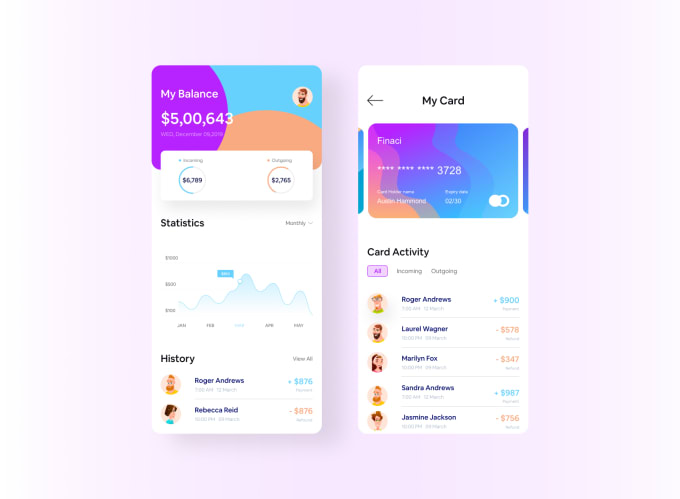 My Balance
$5,00,643
WED, December 09,2019
Incoming
Outgoing
$6,789
$2,765
Statistics
Monthly
$1000
$500
$100
JAN FEB MAR APR MAY
History
View All
Roger Andrews
+ $876
7:00 AM 12 March
Payment
Rebecca Reid
- $876
10:00 PM 09 March
Refund
My Card
Finaci
**** **** **** 3728
Card Holder name
Expiry date
Austin Hammond
02/30
Card Activity
All Incoming Outgoing
Roger Andrews
+ $900
7:00 AM 12 March
Payment
Laurel Wagner
- $578
10:00 PM 09 March
Refund
Marilyn Fox
- $347
10:00 PM 09 March
Refund
Sandra Andrews
+ $987
7:00 AM 12 March
Payment
Jasmine Jackson
- $756
10:00 PM 09 March
Refund